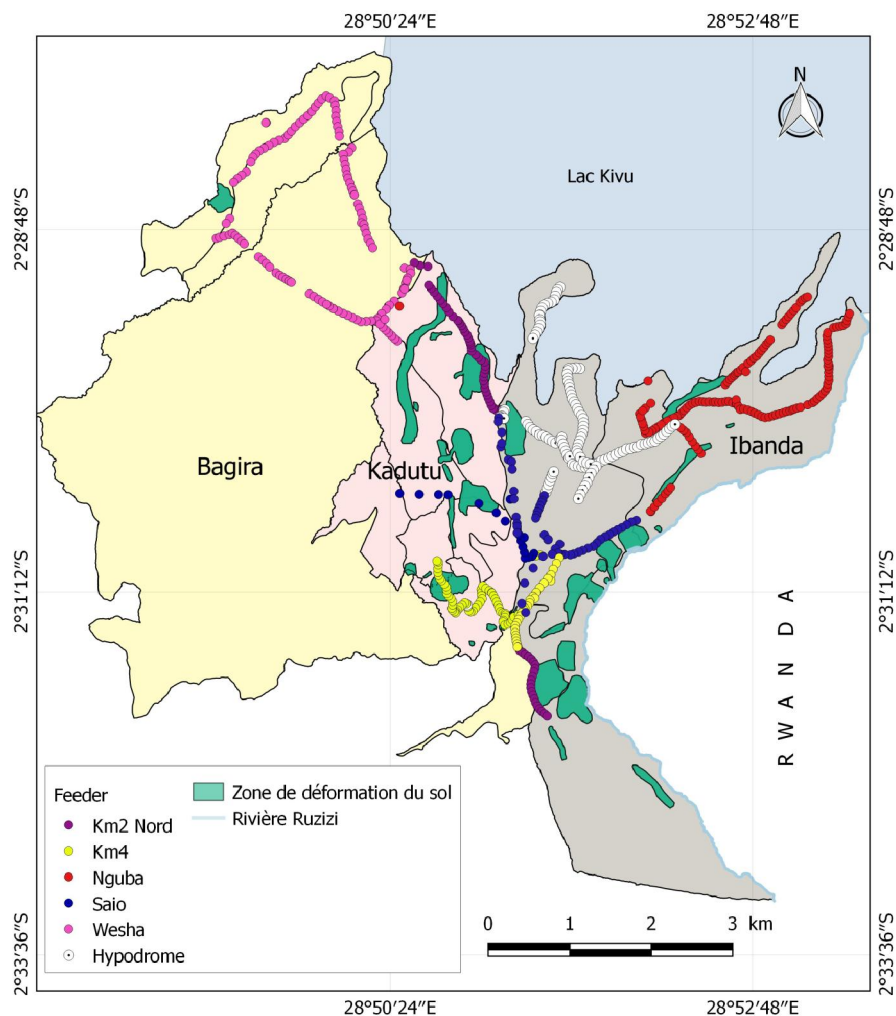 28°50′24″E 28°52′48″E
N
Lac Kivu
2°28′48″S 2°28′48″S
Ibanda
Bagira Kadutu
2°31′12″S 2°31′12″S
RWANDA
Feeder
Km2 Nord
Km4
Nguba
Saio
Wesha
Hypodrome
Zone de déformation du sol
Rivière Ruzizi
0 1 2 3 km
2°33′36″S 2°33′36″S
28°50′24″E 28°52′48″E